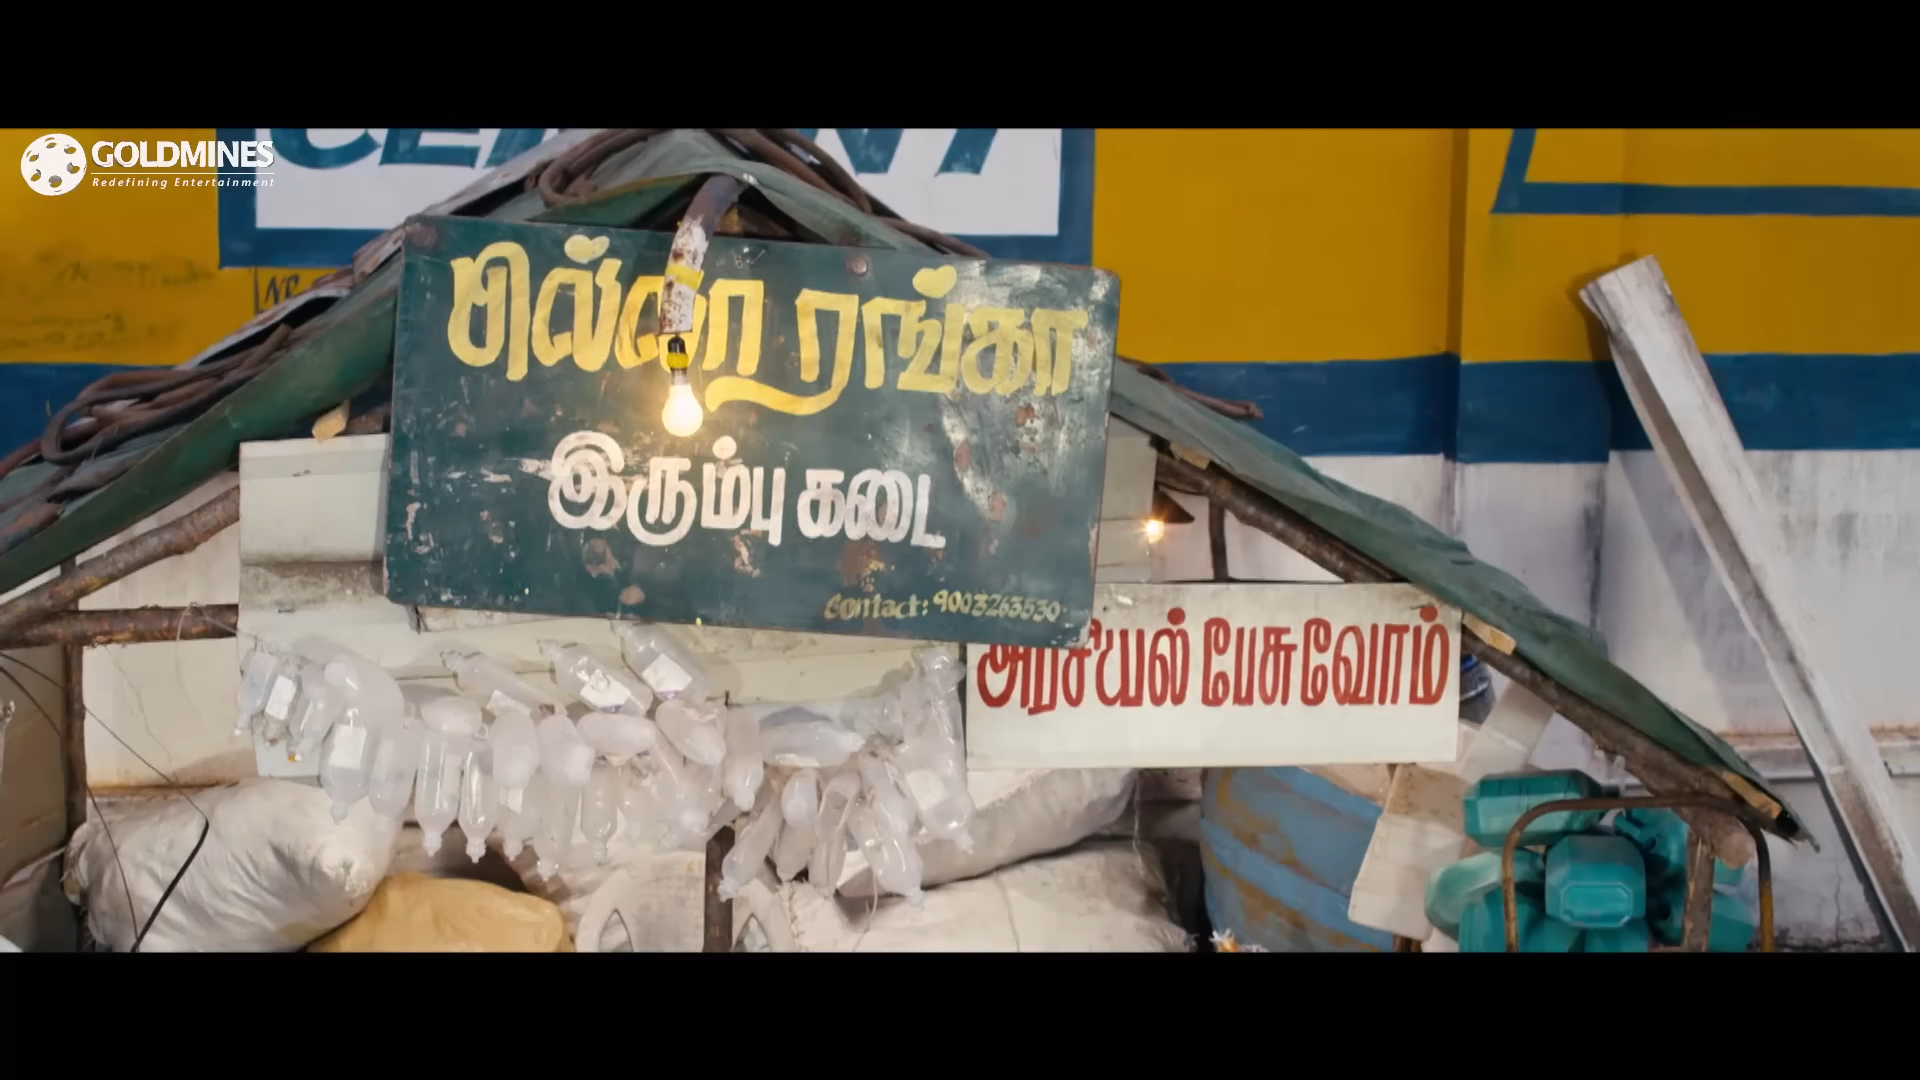 GOLDMINES
Redefining Entertainment
பில்லா ரங்கா
இரும்பு கடை
Contact: 9003263530
அரசியல் பேசுவோம்